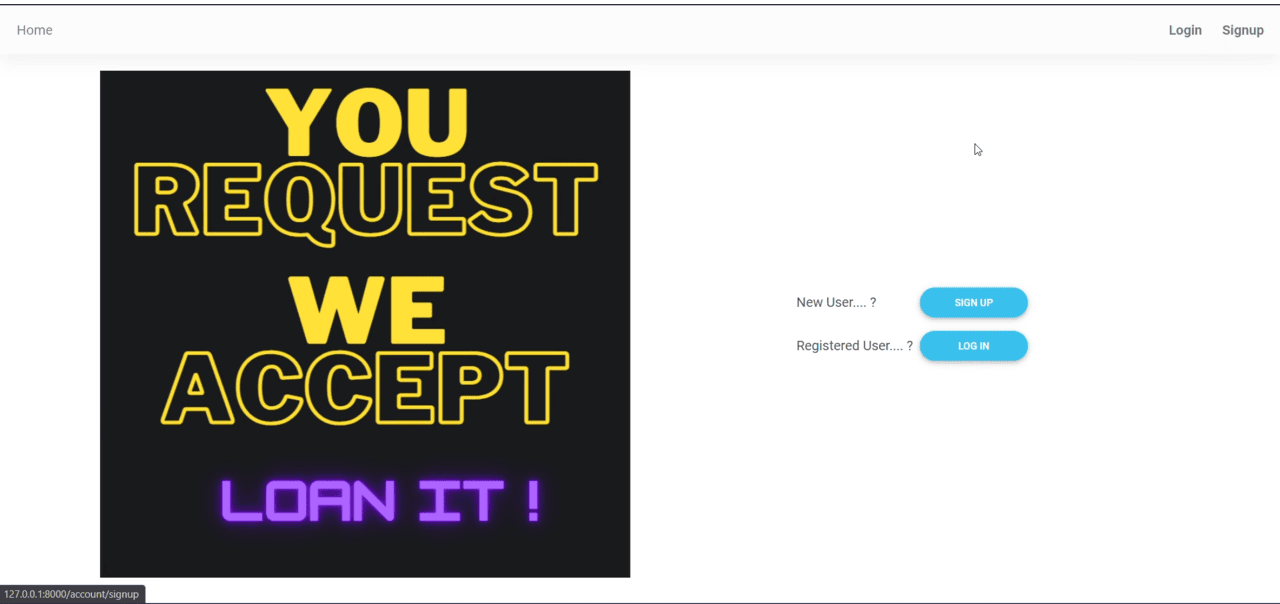 Home
Login Signup
YOU
REQUEST
WE
ACCEPT
LOAN IT !
New User.... ? SIGN UP
Registered User.... ? LOG IN
127.0.0.1:8000/account/signup